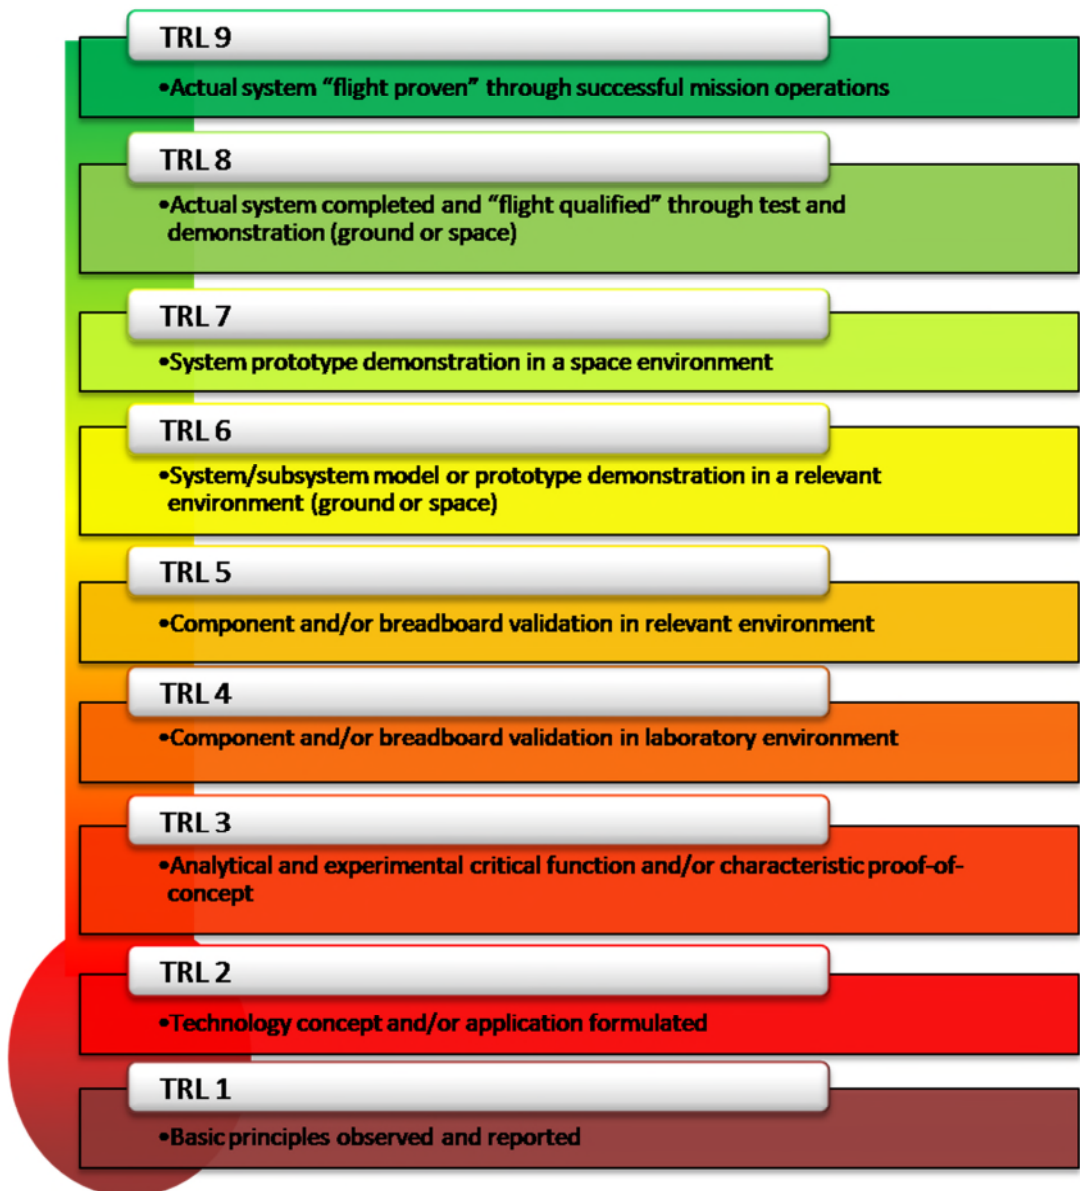 TRL 9
•Actual system “flight proven” through successful mission operations
TRL 8
•Actual system completed and “flight qualified” through test and
demonstration (ground or space)
TRL 7
•System prototype demonstration in a space environment
TRL 6
•System/subsystem model or prototype demonstration in a relevant
environment (ground or space)
TRL 5
•Component and/or breadboard validation in relevant environment
TRL 4
•Component and/or breadboard validation in laboratory environment
TRL 3
•Analytical and experimental critical function and/or characteristic proof-of-
concept
TRL 2
•Technology concept and/or application formulated
TRL 1
•Basic principles observed and reported